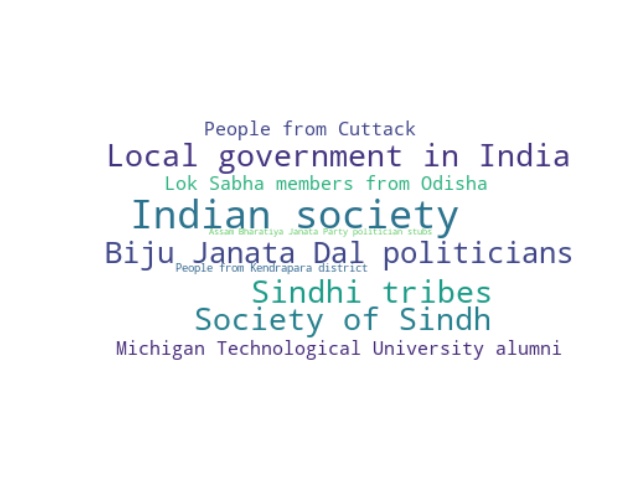 People from Cuttack
Local government in India
Lok Sabha members from Odisha
Indian society
Assam Bharatiya Janata Party politician stubs
Biju Janata Dal politicians
People from Kendrapara district
Sindhi tribes
Society of Sindh
Michigan Technological University alumni